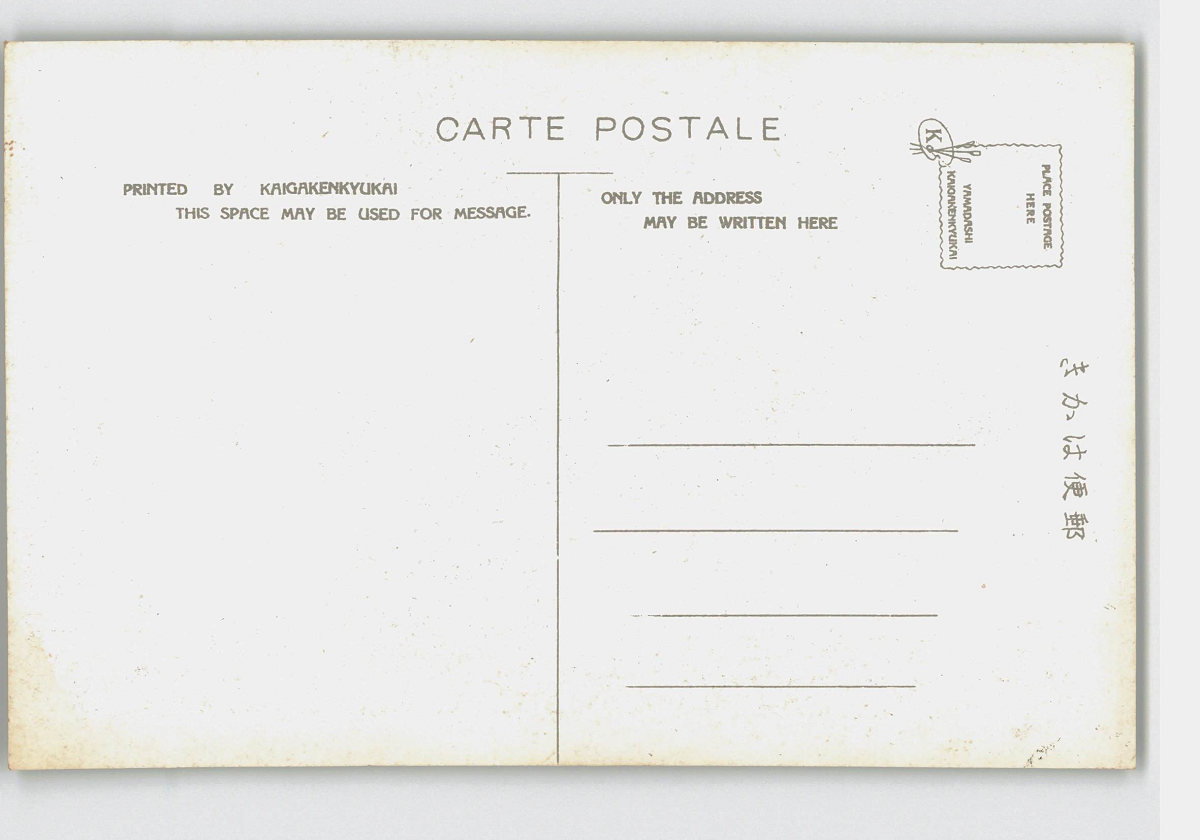 CARTE POSTALE
PRINTED BY KAIGAKENKYUKAI
THIS SPACE MAY BE USED FOR MESSAGE.
ONLY THE ADDRESS
MAY BE WRITTEN HERE
K
PLACE POSTAGE
HERE
YAMADASHI
KAIGAKENKYUKAI
郵便はかき